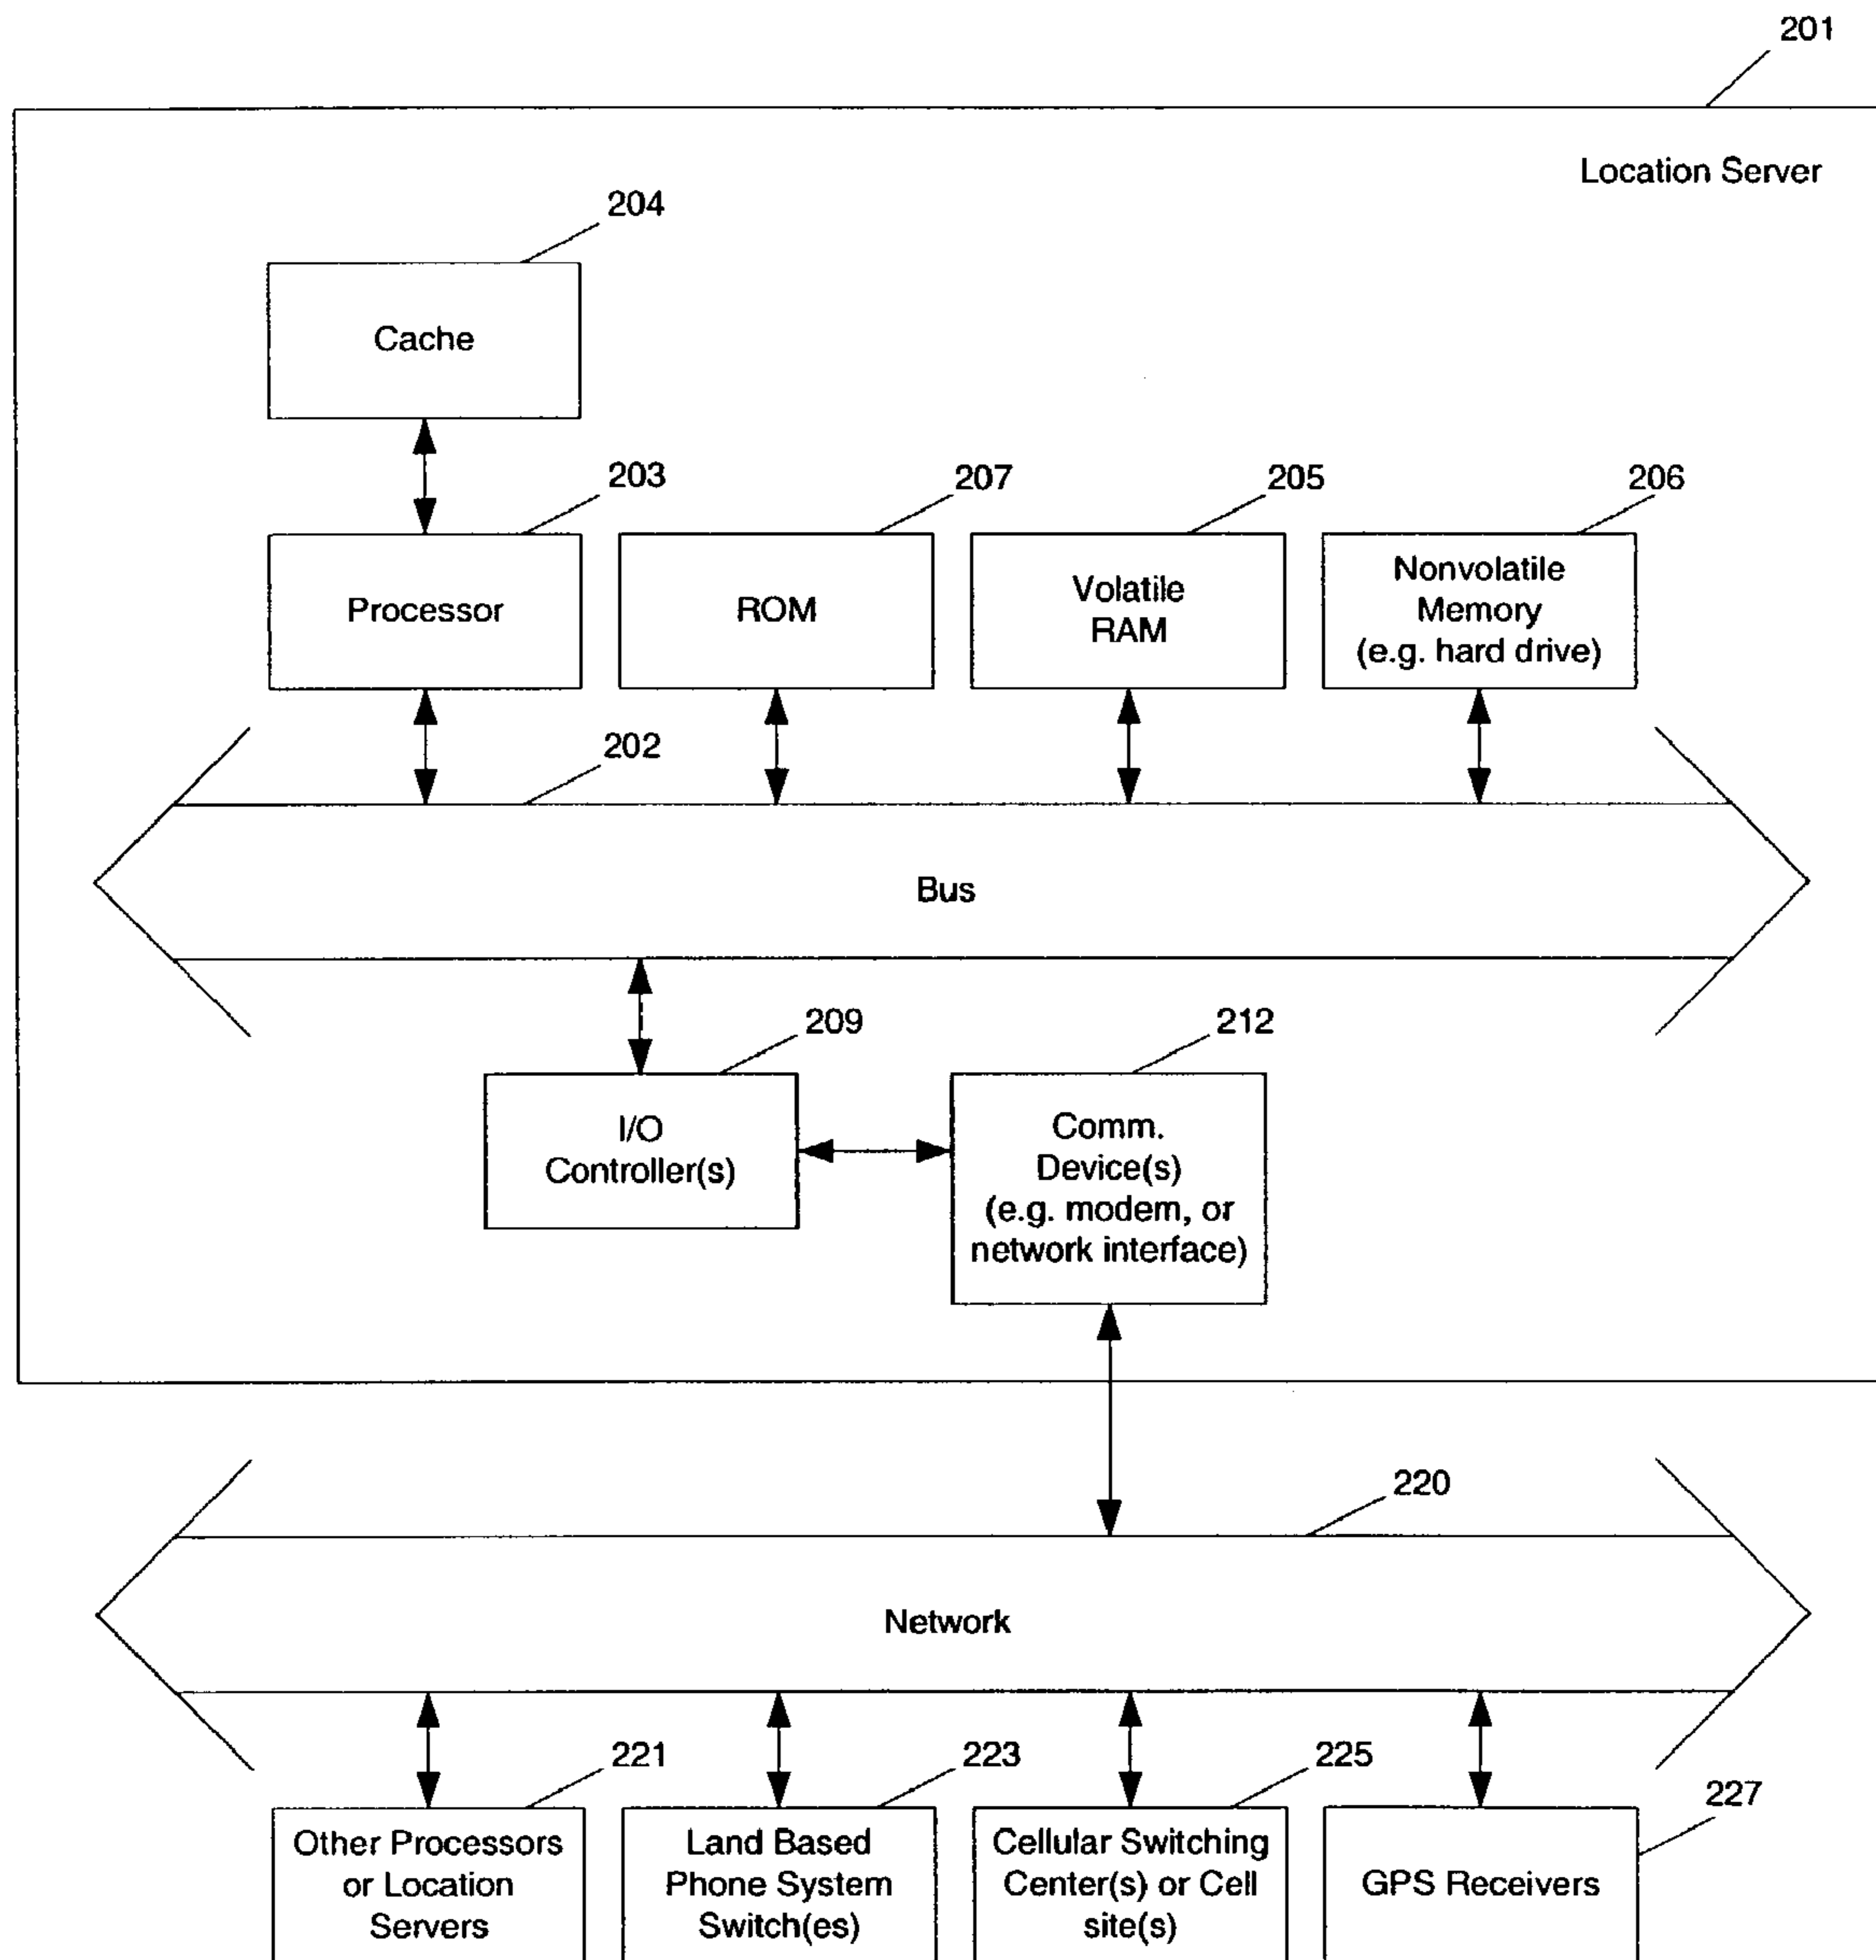 201
Location Server
204
Cache
203
207
205
206
Processor
ROM
Volatile
RAM
Nonvolatile
Memory
(e.g. hard drive)
202
Bus
209
212
I/O
Controller(s)
Comm.
Device(s)
(e.g. modem, or
network interface)
220
Network
221
223
225
227
Other Processors
or Location
Servers
Land Based
Phone System
Switch(es)
Cellular Switching
Center(s) or Cell
site(s)
GPS Receivers